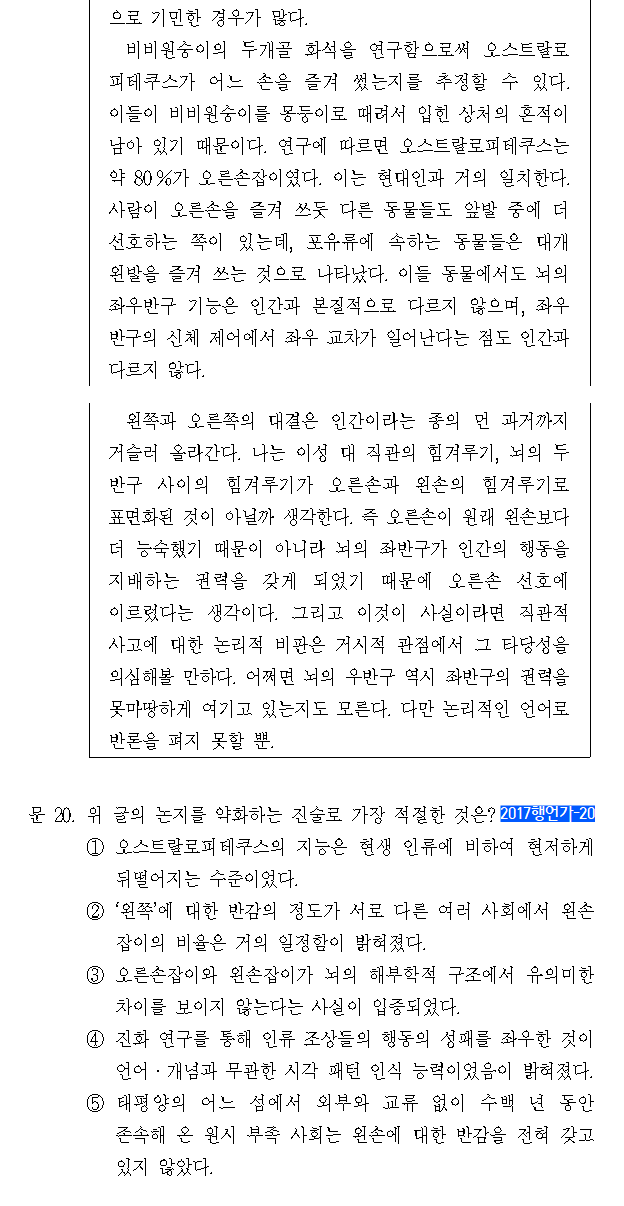 으로 기민한 경우가 많다.
비비원숭이의 두개골 화석을 연구함으로써 오스트랄로
피테쿠스가 어느 손을 즐겨 썼는지를 추정할 수 있다.
이들이 비비원숭이를 몽둥이로 때려서 입힌 상처의 흔적이
남아 있기 때문이다. 연구에 따르면 오스트랄로피테쿠스는
약 80%가 오른손잡이였다. 이는 현대인과 거의 일치한다.
사람이 오른손을 즐겨 쓰듯 다른 동물들도 앞발 중에 더
선호하는 쪽이 있는데, 포유류에 속하는 동물들은 대개
왼발을 즐겨 쓰는 것으로 나타났다. 이들 동물에서도 뇌의
좌우반구 기능은 인간과 본질적으로 다르지 않으며, 좌우
반구의 신체 제어에서 좌우 교차가 일어난다는 점도 인간과
다르지 않다.
왼쪽과 오른쪽의 대결은 인간이라는 종의 먼 과거까지
거슬러 올라간다. 나는 이성 대 직관의 힘겨루기, 뇌의 두
반구 사이의 힘겨루기가 오른손과 왼손의 힘겨루기로
표면화된 것이 아닐까 생각한다. 즉 오른손이 원래 왼손보다
더 능숙했기 때문이 아니라 뇌의 좌반구가 인간의 행동을
지배하는 권력을 갖게 되었기 때문에 오른손 선호에
이르렀다는 생각이다. 그리고 이것이 사실이라면 직관적
사고에 대한 논리적 비판은 거시적 관점에서 그 타당성을
의심해볼 만하다. 어쩌면 뇌의 우반구 역시 좌반구의 권력을
못마땅하게 여기고 있는지도 모른다. 다만 논리적인 언어로
반론을 펴지 못할 뿐.
문 20. 위 글의 논지를 약화하는 진술로 가장 적절한 것은? 2017행언가-20
① 오스트랄로피테쿠스의 지능은 현생 인류에 비하여 현저하게
뒤떨어지는 수준이었다.
② ‘왼쪽’에 대한 반감의 정도가 서로 다른 여러 사회에서 왼손
잡이의 비율은 거의 일정함이 밝혀졌다.
③ 오른손잡이와 왼손잡이가 뇌의 해부학적 구조에서 유의미한
차이를 보이지 않는다는 사실이 입증되었다.
④ 진화 연구를 통해 인류 조상들의 행동의 성패를 좌우한 것이
언어·개념과 무관한 시각 패턴 인식 능력이었음이 밝혀졌다.
⑤ 태평양의 어느 섬에서 외부와 교류 없이 수백 년 동안
존속해 온 원시 부족 사회는 왼손에 대한 반감을 전혀 갖고
있지 않았다.